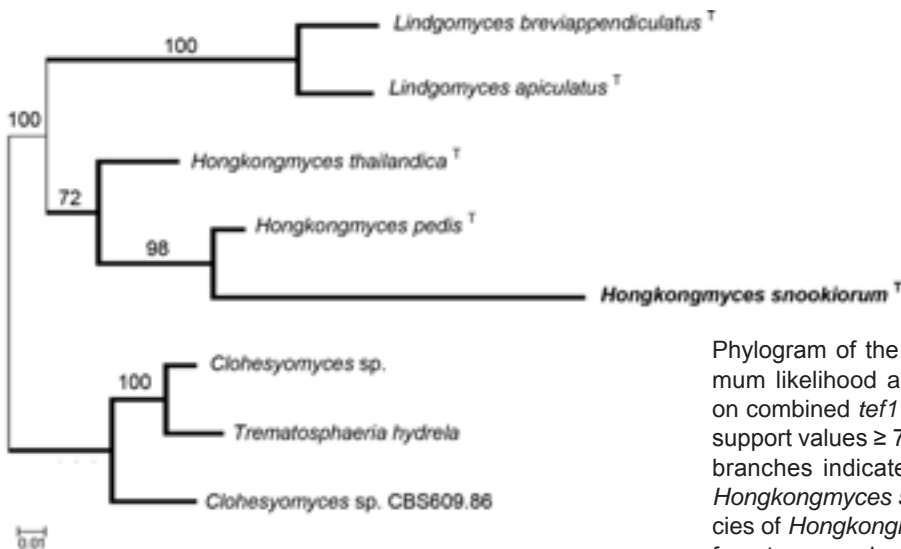 Lindgomyces breviappendiculatus T
100
Lindgomyces apiculatus T
100
Hongkongmyces thailandica T
72
Hongkongmyces pedis T
98
Hongkongmyces snookiorum T
Clohesyomyces sp.
100
Trematosphaeria hydrela
Clohesyomyces sp. CBS609.86
0.01
Phylogram of the
mum likelihood a
on combined tef1
support values ≥ 7
branches indicate
Hongkongmyces s
cies of Hongkong